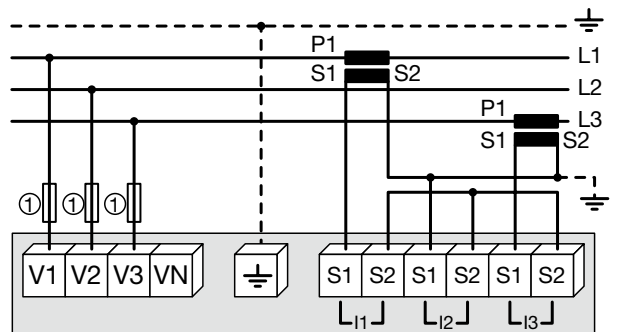 P1
L1
S1 S2
L2
P1
L3
S1 S2
① ① ①
V1 V2 V3 VN S1 S2 S1 S2 S1 S2
I1 I2 I3